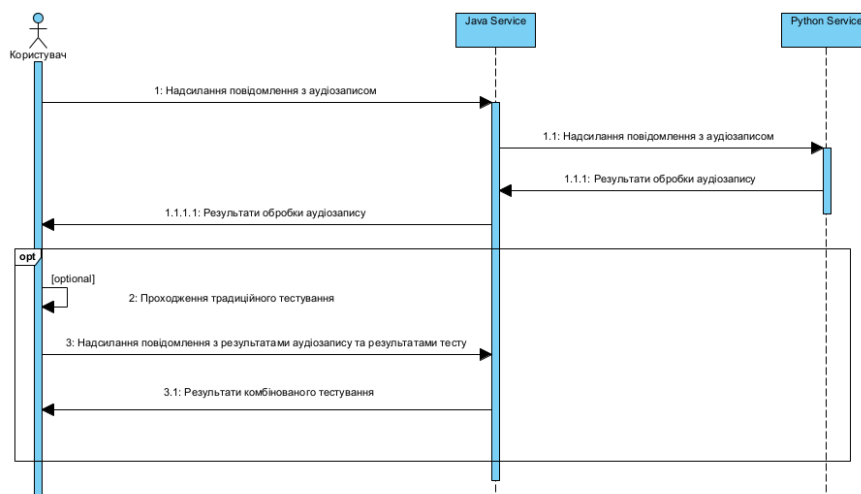 Java Service
Python Service
Користувач
1: Надсилання повідомлення з аудіозаписом
1.1: Надсилання повідомлення з аудіозаписом
1.1.1: Результати обробки аудіозапису
1.1.1.1: Результати обробки аудіозапису
opt
[optional]
2: Проходження традиційного тестування
3: Надсилання повідомлення з результатами аудіозапису та результатами тесту
3.1: Результати комбінованого тестування